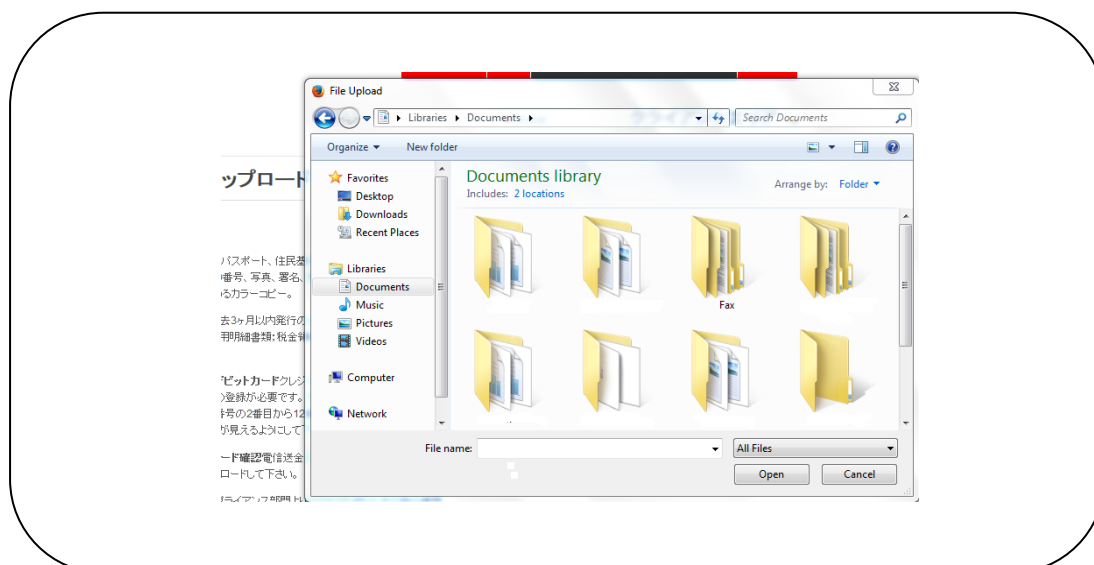 File Upload
Libraries Documents
Search Documents
Organize New folder
ップロード
Favorites
Desktop
Downloads
Recent Places
Libraries
Documents
Music
Pictures
Videos
Computer
Network
Documents library
Includes: 2 locations
Arrange by: Folder
Fax
パスポート、住民基
番号、写真、署名、
るカラーコピー。
去3ヶ月以内発行の
用明細書類:税金
ビットカードクレジ
登録が必要です。
号の2番目から12
が見えるようにして
ード確認電信送金
ロードして下さい。
File name:
All Files
Open Cancel